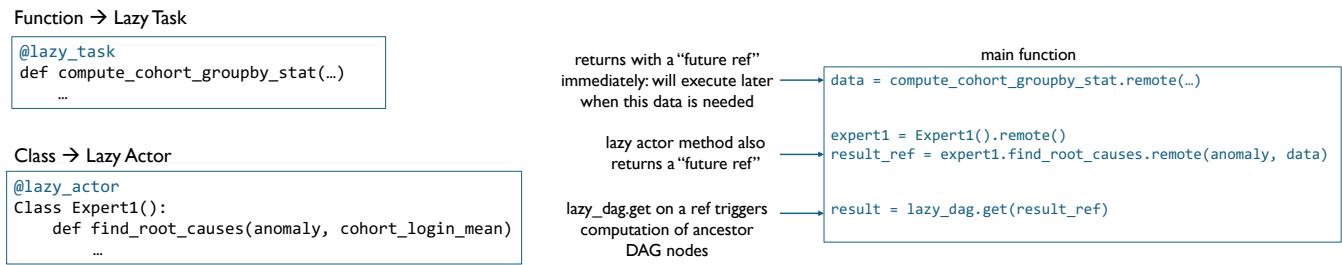 Function → Lazy Task
@lazy_task
def compute_cohort_groupby_stat(…)
…
Class → Lazy Actor
@lazy_actor
Class Expert1():
def find_root_causes(anomaly, cohort_login_mean)
…
returns with a “future ref”
immediately: will execute later
when this data is needed
lazy actor method also
returns a “future ref”
lazy_dag.get on a ref triggers
computation of ancestor
DAG nodes
main function
data = compute_cohort_groupby_stat.remote(…)
expert1 = Expert1().remote()
result_ref = expert1.find_root_causes.remote(anomaly, data)
result = lazy_dag.get(result_ref)